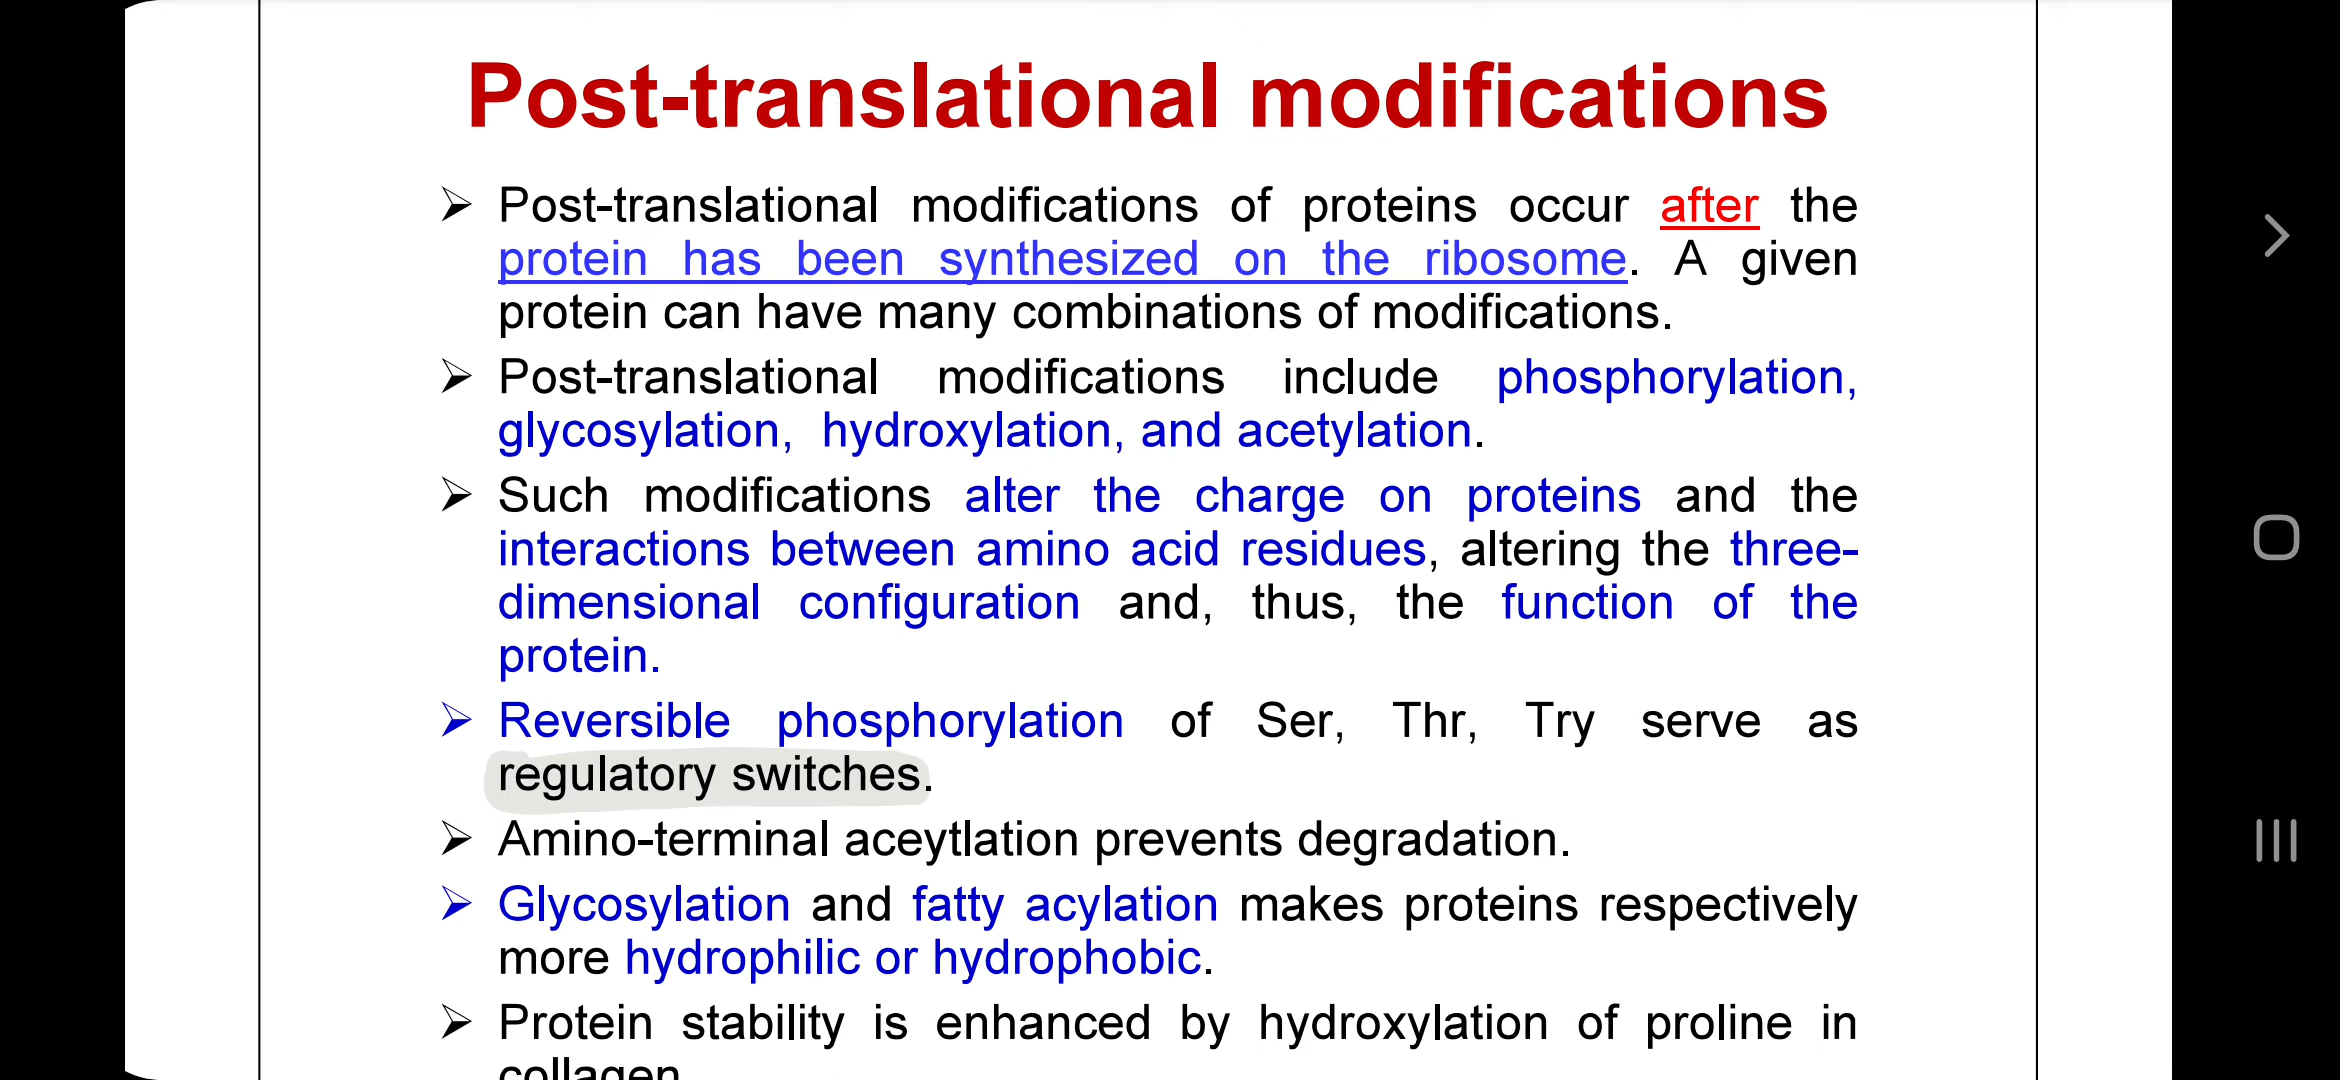 Post-translational modifications
➢ Post-translational modifications of proteins occur after the
protein has been synthesized on the ribosome. A given
protein can have many combinations of modifications.
➢ Post-translational modifications include phosphorylation,
glycosylation, hydroxylation, and acetylation.
➢ Such modifications alter the charge on proteins and the
interactions between amino acid residues, altering the three-
dimensional configuration and, thus, the function of the
protein.
➢ Reversible phosphorylation of Ser, Thr, Try serve as
regulatory switches.
➢ Amino-terminal aceytlation prevents degradation.
➢ Glycosylation and fatty acylation makes proteins respectively
more hydrophilic or hydrophobic.
➢ Protein stability is enhanced by hydroxylation of proline in
collagen